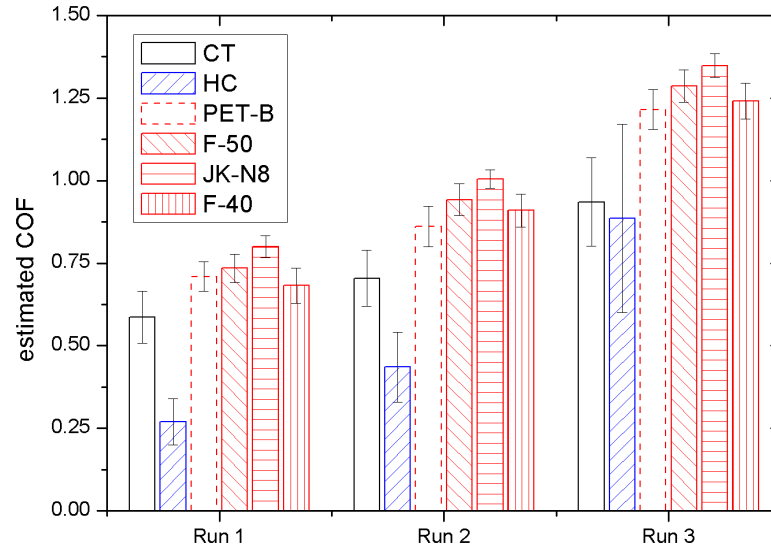 1.50
1.25
1.00
0.75
0.50
0.25
0.00
estimated COF
CT
HC
PET-B
F-50
JK-N8
F-40
Run 1
Run 2
Run 3